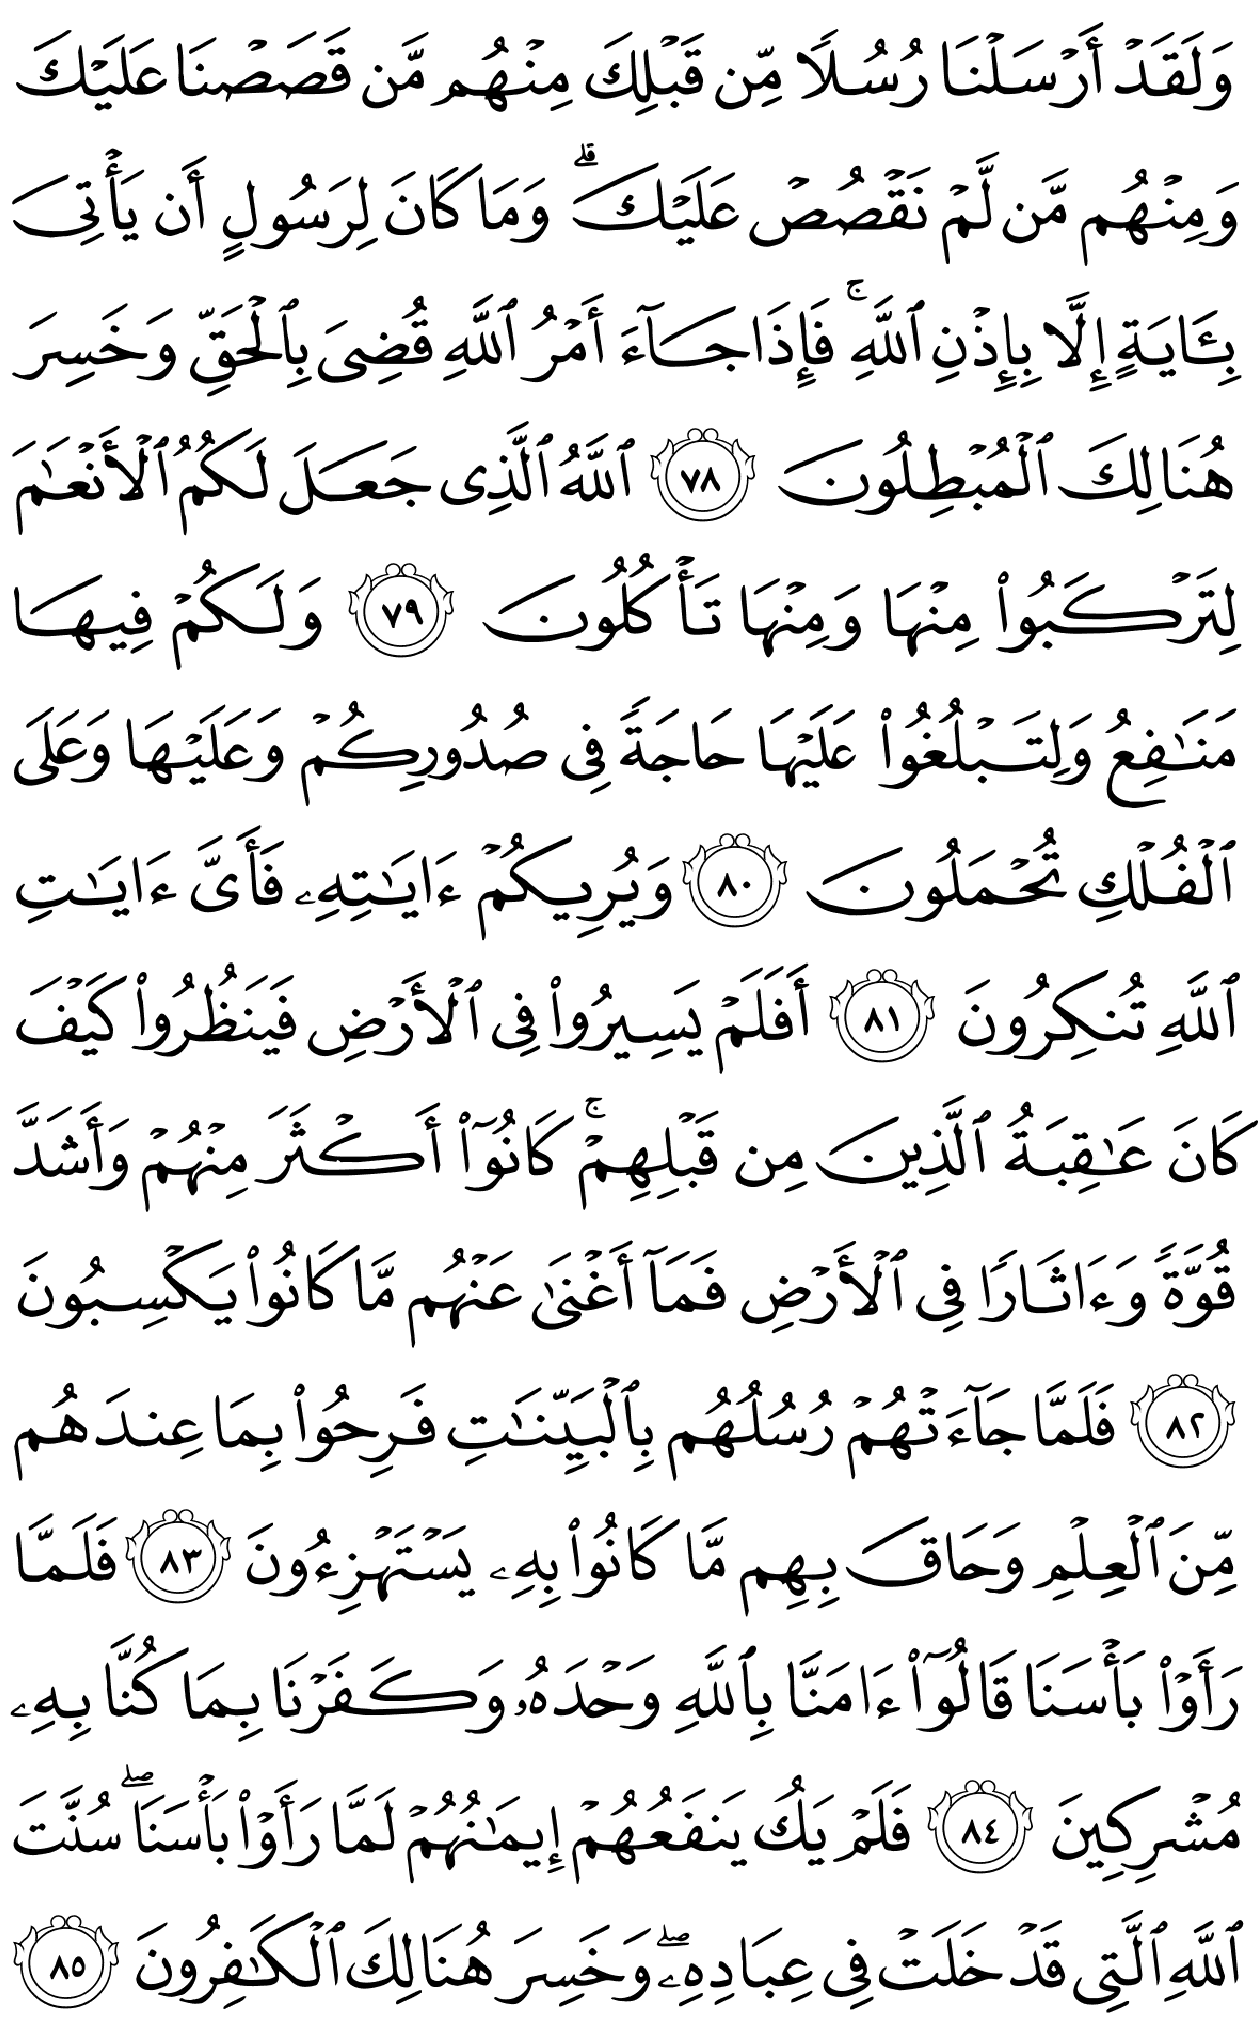 وَلَقَدۡ أَرۡسَلۡنَا رُسُلٗا مِّن قَبۡلِكَ مِنۡهُم مَّن قَصَصۡنَا عَلَيۡكَ
وَمِنۡهُم مَّن لَّمۡ نَقۡصُصۡ عَلَيۡكَۗ وَمَا كَانَ لِرَسُولٍ أَن يَأۡتِيَ
بِـَٔايَةٍ إِلَّا بِإِذۡنِ ٱللَّهِۚ فَإِذَا جَآءَ أَمۡرُ ٱللَّهِ قُضِيَ بِٱلۡحَقِّ وَخَسِرَ
هُنَالِكَ ٱلۡمُبۡطِلُونَ ٧٨ ٱللَّهُ ٱلَّذِي جَعَلَ لَكُمُ ٱلۡأَنۡعَٰمَ
لِتَرۡكَبُواْ مِنۡهَا وَمِنۡهَا تَأۡكُلُونَ ٧٩ وَلَكُمۡ فِيهَا
مَنَٰفِعُ وَلِتَبۡلُغُواْ عَلَيۡهَا حَاجَةٗ فِي صُدُورِكُمۡ وَعَلَيۡهَا وَعَلَى
ٱلۡفُلۡكِ تُحۡمَلُونَ ٨٠ وَيُرِيكُمۡ ءَايَٰتِهِۦ فَأَيَّ ءَايَٰتِ
ٱللَّهِ تُنكِرُونَ ٨١ أَفَلَمۡ يَسِيرُواْ فِي ٱلۡأَرۡضِ فَيَنظُرُواْ كَيۡفَ
كَانَ عَٰقِبَةُ ٱلَّذِينَ مِن قَبۡلِهِمۡۚ كَانُوٓاْ أَكۡثَرَ مِنۡهُمۡ وَأَشَدَّ
قُوَّةٗ وَءَاثَارٗا فِي ٱلۡأَرۡضِ فَمَآ أَغۡنَىٰ عَنۡهُم مَّا كَانُواْ يَكۡسِبُونَ
٨٢ فَلَمَّا جَآءَتۡهُمۡ رُسُلُهُم بِٱلۡبَيِّنَٰتِ فَرِحُواْ بِمَا عِندَهُم
مِّنَ ٱلۡعِلۡمِ وَحَاقَ بِهِم مَّا كَانُواْ بِهِۦ يَسۡتَهۡزِءُونَ ٨٣ فَلَمَّا
رَأَوۡاْ بَأۡسَنَا قَالُوٓاْ ءَامَنَّا بِٱللَّهِ وَحۡدَهُۥ وَكَفَرۡنَا بِمَا كُنَّا بِهِۦ
مُشۡرِكِينَ ٨٤ فَلَمۡ يَكُ يَنفَعُهُمۡ إِيمَٰنُهُمۡ لَمَّا رَأَوۡاْ بَأۡسَنَاۖ سُنَّتَ
ٱللَّهِ ٱلَّتِي قَدۡ خَلَتۡ فِي عِبَادِهِۦۖ وَخَسِرَ هُنَالِكَ ٱلۡكَٰفِرُونَ ٨٥